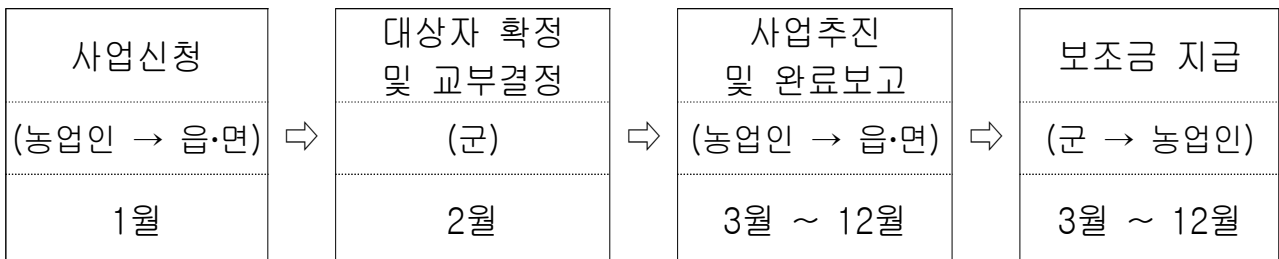 사업신청
(농업인 → 읍·면)
1월
⇨
대상자 확정
및 교부결정
(군)
2월
⇨
사업추진
및 완료보고
(농업인 → 읍·면)
3월 ~ 12월
⇨
보조금 지급
(군 → 농업인)
3월 ~ 12월